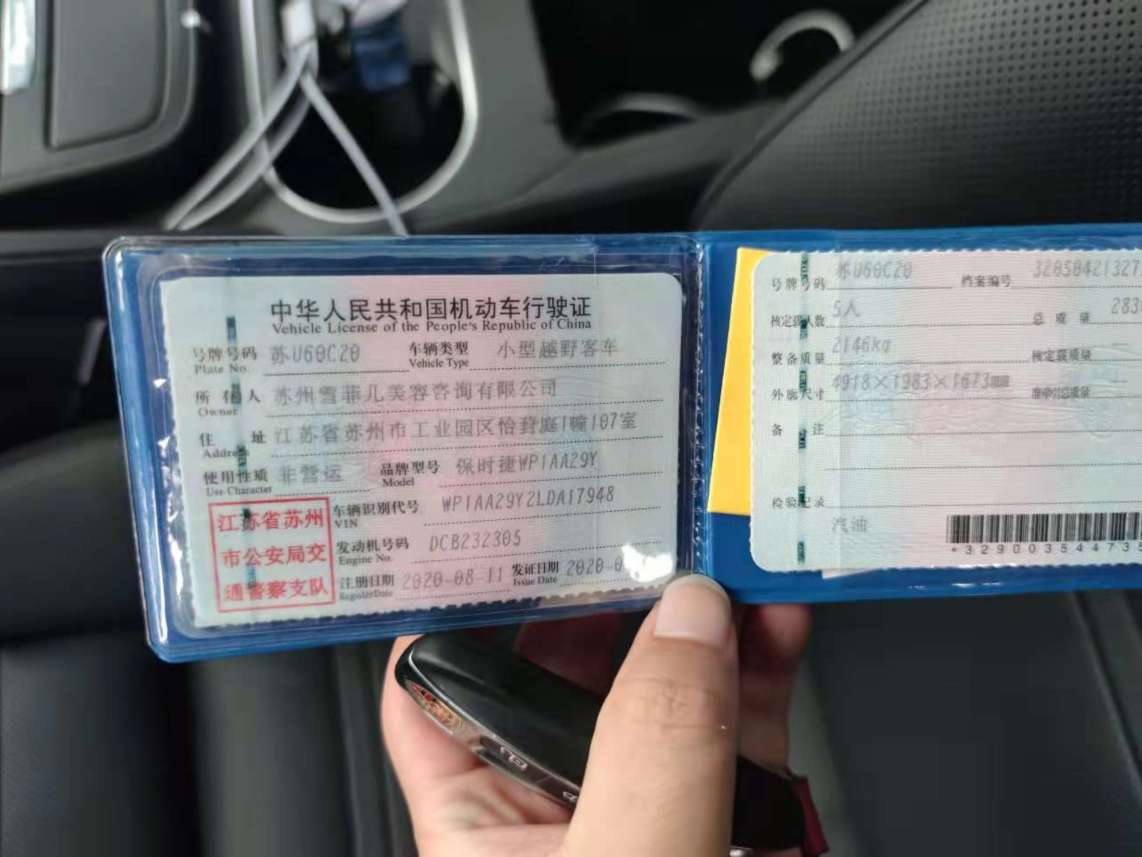 中华人民共和国机动车行驶证
Vehicle License of the People's Republic of China
号牌号码 苏U60C20 车辆类型 小型越野客车
Plate No. Vehicle Type
所有人 苏州雪菲儿美容咨询有限公司
Owner
住址 江苏省苏州市工业园区怡庭1幢107室
Address
使用性质 非营运 品牌型号 保时捷WP1AA29Y
Use Character Model
车辆识别代号 WP1AA29Y2LDA17948
VIN
发动机号码 DCB232305
Engine No.
注册日期 2020-08-11 发证日期 2020-0
Register Date Issue Date
江苏省苏州
市公安局交
通警察支队
号牌号码 苏U60C20 档案编号 32050421327
核定载人数 5人 总质量 283
整备质量 2146kg 核定载质量
外廓尺寸 4918×1983×1673mm 准牵引总质量
备注
检验记录
汽油
+329003544735